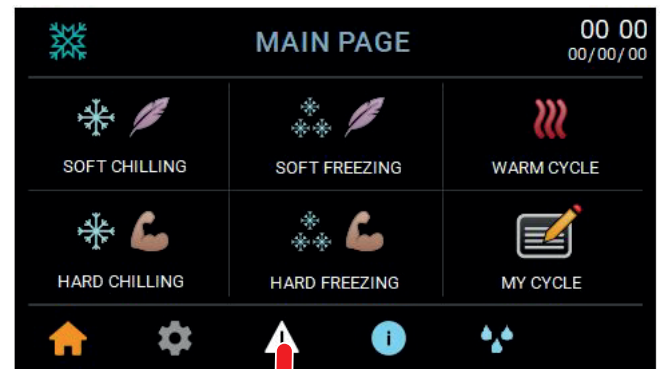 MAIN PAGE
00 00
00/00/00
SOFT CHILLING
SOFT FREEZING
WARM CYCLE
HARD CHILLING
HARD FREEZING
MY CYCLE
i